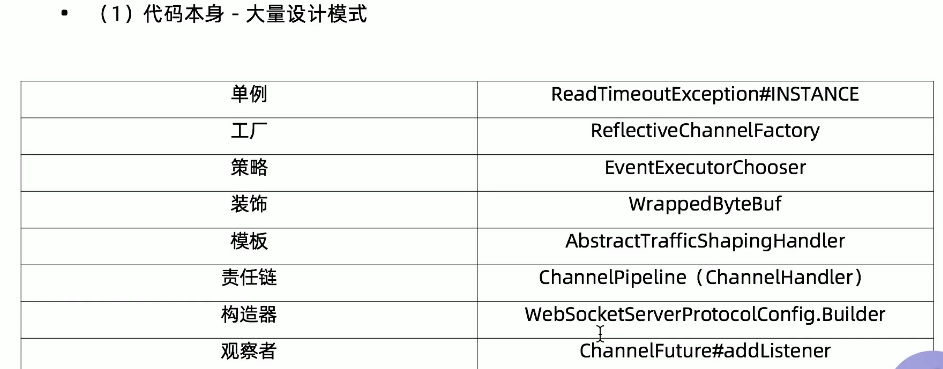 • （1）代码本身 - 大量设计模式
单例 ReadTimeoutException#INSTANCE
工厂 ReflectiveChannelFactory
策略 EventExecutorChooser
装饰 WrappedByteBuf
模板 AbstractTrafficShapingHandler
责任链 ChannelPipeline（ChannelHandler）
构造器 WebSocketServerProtocolConfig.Builder
观察者 ChannelFuture#addListener